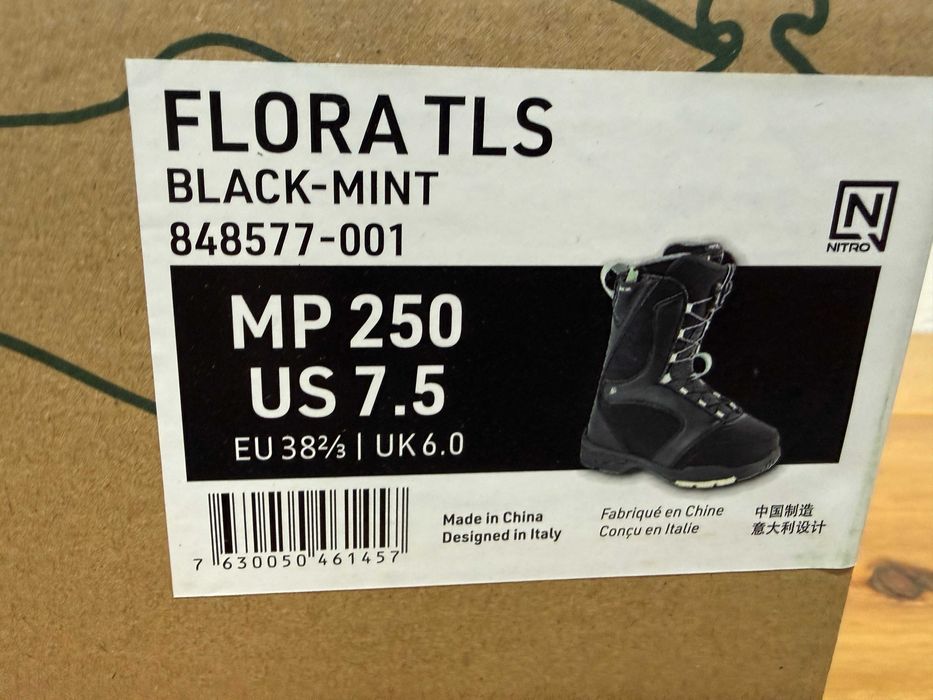 FLORA TLS
BLACK-MINT
848577-001
NITRO
MP 250
US 7.5
EU 38⅔ | UK 6.0
7 630050 461457
Made in China
Designed in Italy
Fabriqué en Chine
Conçu en Italie
中国制造
意大利设计